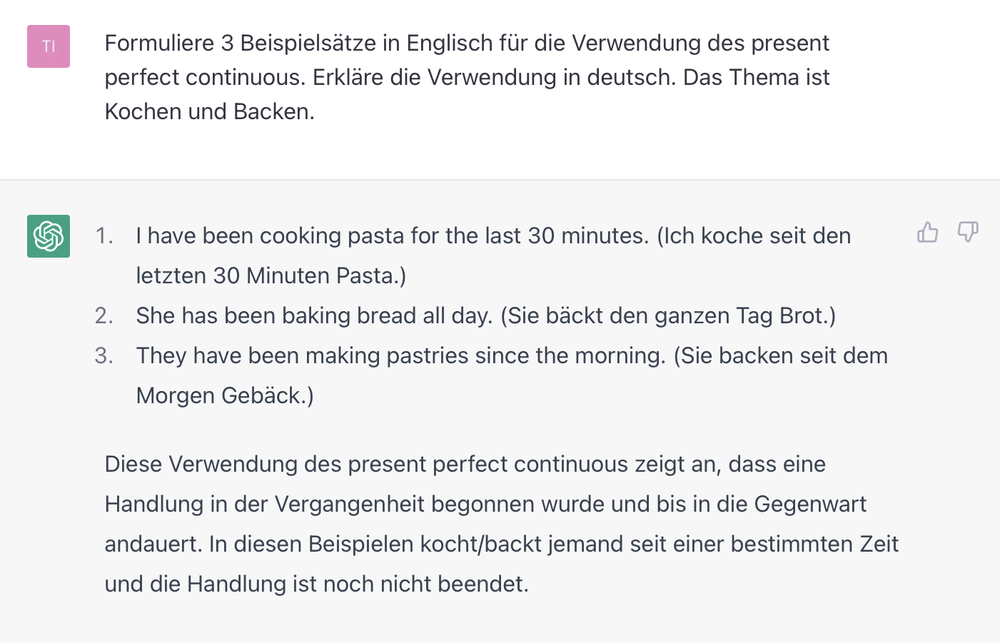 TI
Formuliere 3 Beispielsätze in Englisch für die Verwendung des present
perfect continuous. Erkläre die Verwendung in deutsch. Das Thema ist
Kochen und Backen.
1. I have been cooking pasta for the last 30 minutes. (Ich koche seit den
letzten 30 Minuten Pasta.)
2. She has been baking bread all day. (Sie bäckt den ganzen Tag Brot.)
3. They have been making pastries since the morning. (Sie backen seit dem
Morgen Gebäck.)
Diese Verwendung des present perfect continuous zeigt an, dass eine
Handlung in der Vergangenheit begonnen wurde und bis in die Gegenwart
andauert. In diesen Beispielen kocht/backt jemand seit einer bestimmten Zeit
und die Handlung ist noch nicht beendet.